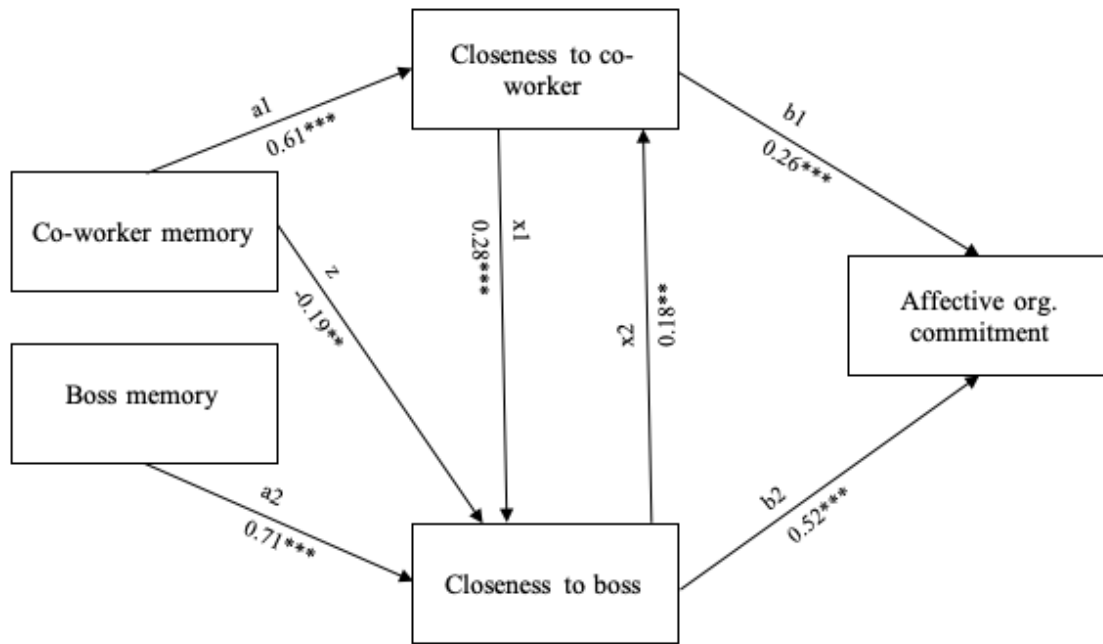 Closeness to co-
worker
a1
0.61***
b1
0.26***
Co-worker memory
z
-0.19**
x1
0.28***
x2
0.18**
Affective org.
commitment
Boss memory
a2
0.71***
b2
0.52***
Closeness to boss